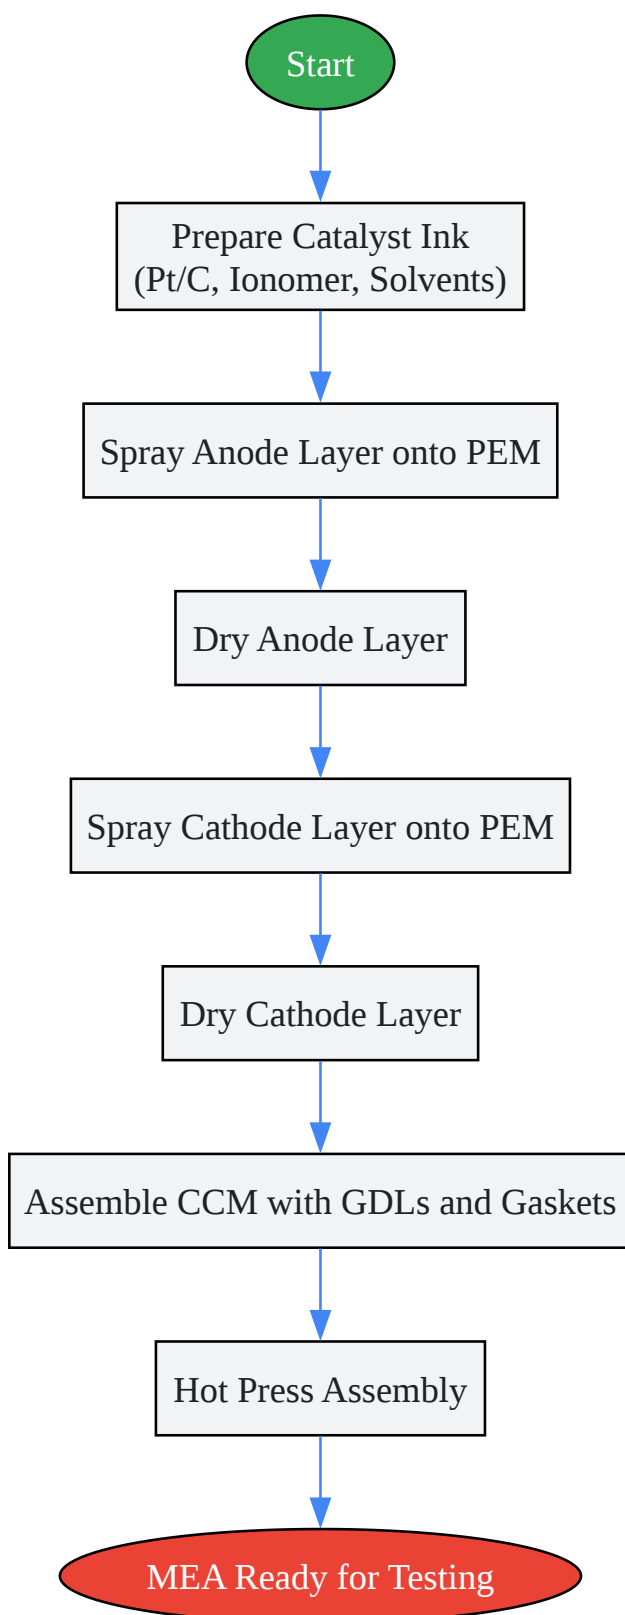 Start
Prepare Catalyst Ink
(Pt/C, Ionomer, Solvents)
Spray Anode Layer onto PEM
Dry Anode Layer
Spray Cathode Layer onto PEM
Dry Cathode Layer
Assemble CCM with GDLs and Gaskets
Hot Press Assembly
MEA Ready for Testing